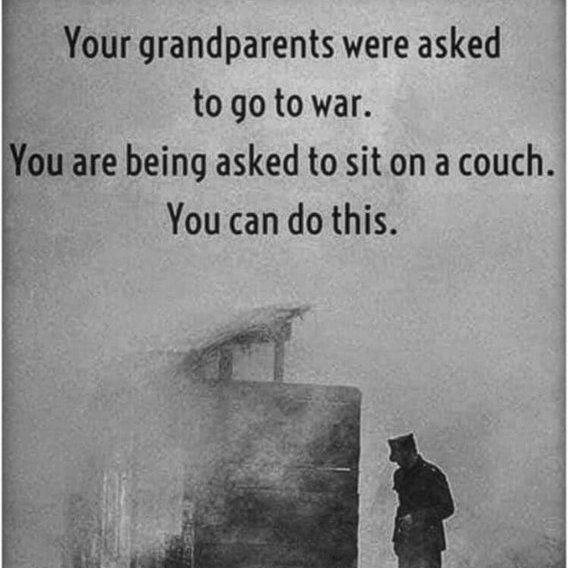 Your grandparents were asked
to go to war.
You are being asked to sit on a couch.
You can do this.